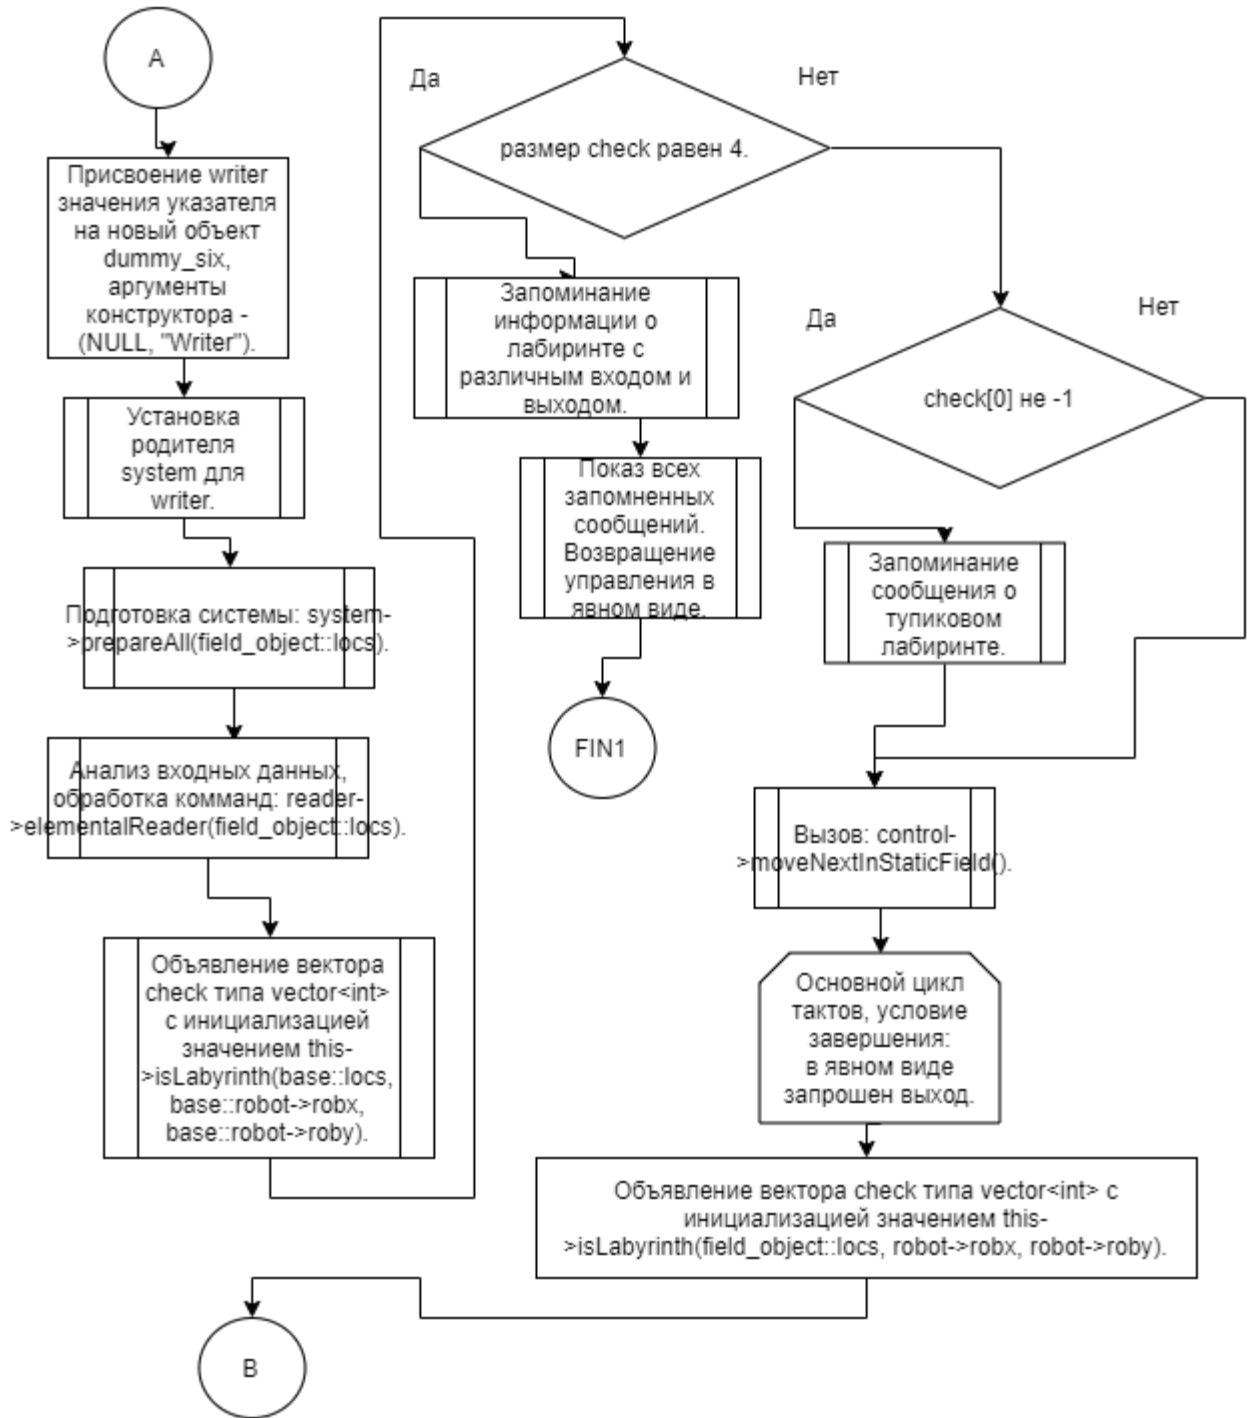 A
Присвоение writer
значения указателя
на новый объект
dummy_six,
аргументы
конструктора -
(NULL, "Writer").
Установка
родителя
system для
writer.
Подготовка системы: system-
>prepareAll(field_object::locs).
Анализ входных данных,
обработка комманд: reader-
>elementalReader(field_object::locs).
Объявление вектора
check типа vector<int>
с инициализацией
значением this-
>isLabyrinth(base::locs,
base::robot->robx,
base::robot->roby).
Да
Нет
размер check равен 4.
Запоминание
информации о
лабиринте с
различным входом и
выходом.
Показ всех
запомненных
сообщений.
Возвращение
управления в
явном виде.
FIN1
Да
Нет
check[0] не -1
Запоминание
сообщения о
тупиковом
лабиринте.
Вызов: control-
>moveNextInStaticField().
Основной цикл
тактов, условие
завершения:
в явном виде
запрошен выход.
Объявление вектора check типа vector<int> с
инициализацией значением this-
>isLabyrinth(field_object::locs, robot->robx, robot->roby).
B